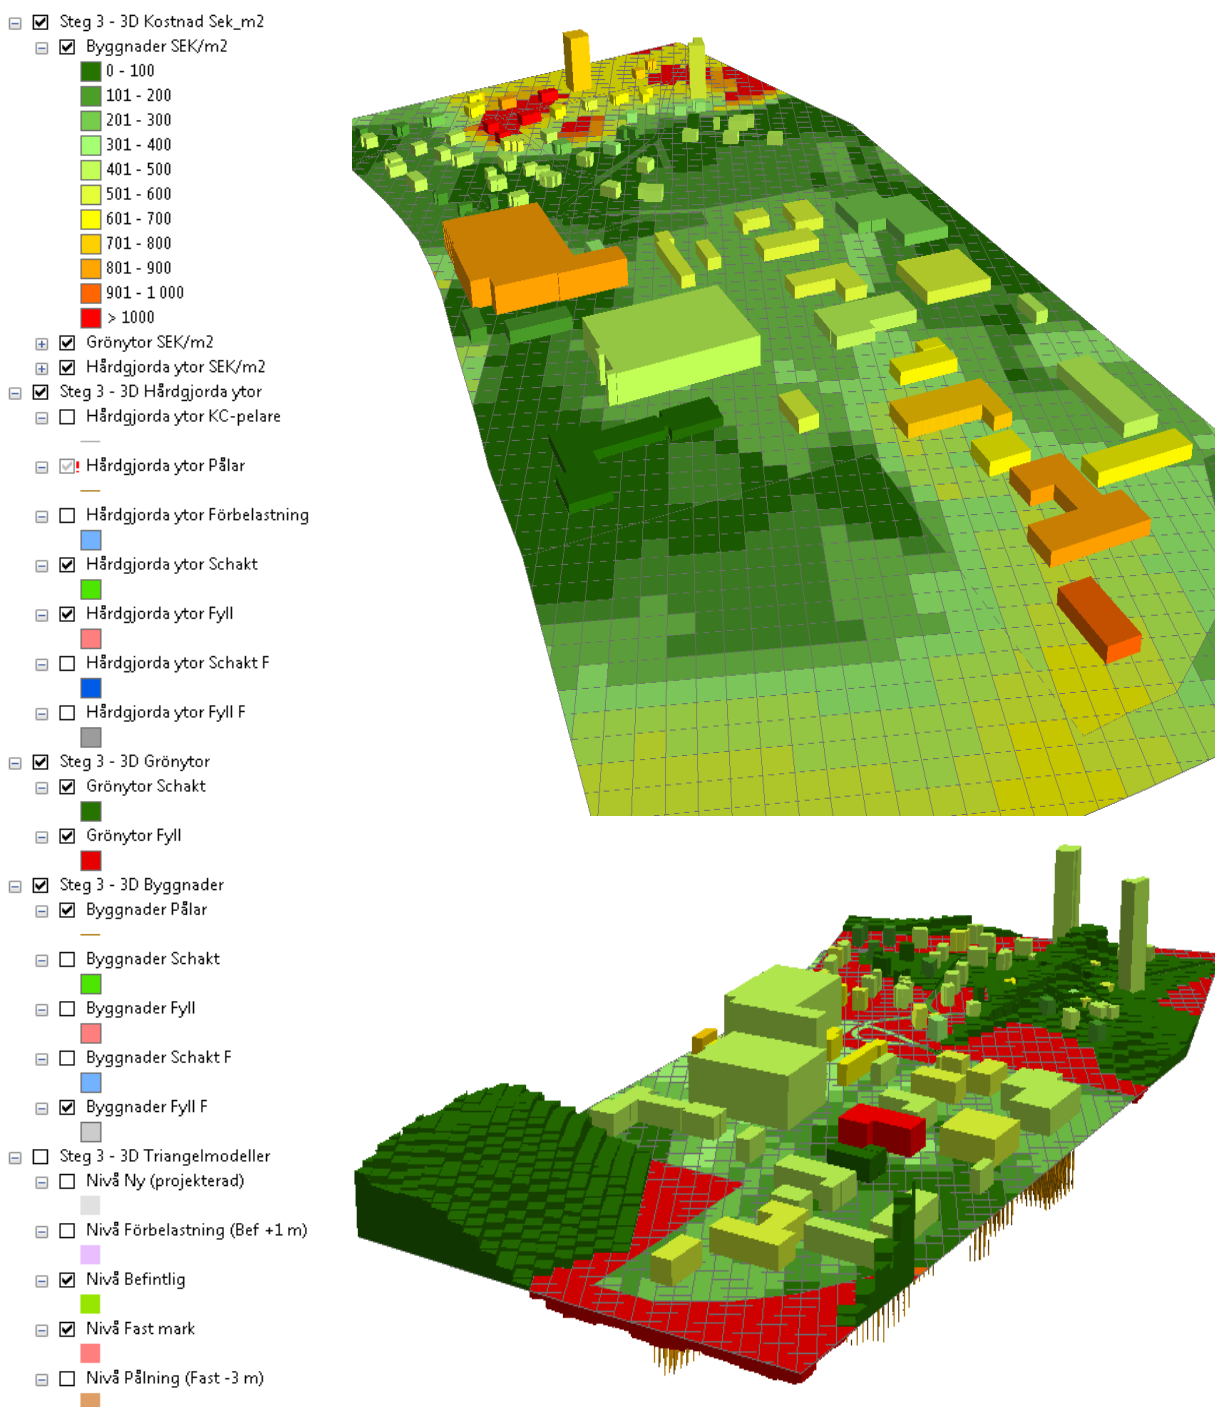 Steg 3 - 3D Kostnad Sek_m2
Byggnader SEK/m2
0 - 100
101 - 200
201 - 300
301 - 400
401 - 500
501 - 600
601 - 700
701 - 800
801 - 900
901 - 1 000
> 1000
Grönytor SEK/m2
Hårdgjorda ytor SEK/m2
Steg 3 - 3D Hårdgjorda ytor
Hårdgjorda ytor KC-pelare
Hårdgjorda ytor Pålar
Hårdgjorda ytor Förbelastning
Hårdgjorda ytor Schakt
Hårdgjorda ytor Fyll
Hårdgjorda ytor Schakt F
Hårdgjorda ytor Fyll F
Steg 3 - 3D Grönytor
Grönytor Schakt
Grönytor Fyll
Steg 3 - 3D Byggnader
Byggnader Pålar
Byggnader Schakt
Byggnader Fyll
Byggnader Schakt F
Byggnader Fyll F
Steg 3 - 3D Triangelmodeller
Nivå Ny (projekterad)
Nivå Förbelastning (Bef +1 m)
Nivå Befintlig
Nivå Fast mark
Nivå Pålning (Fast -3 m)